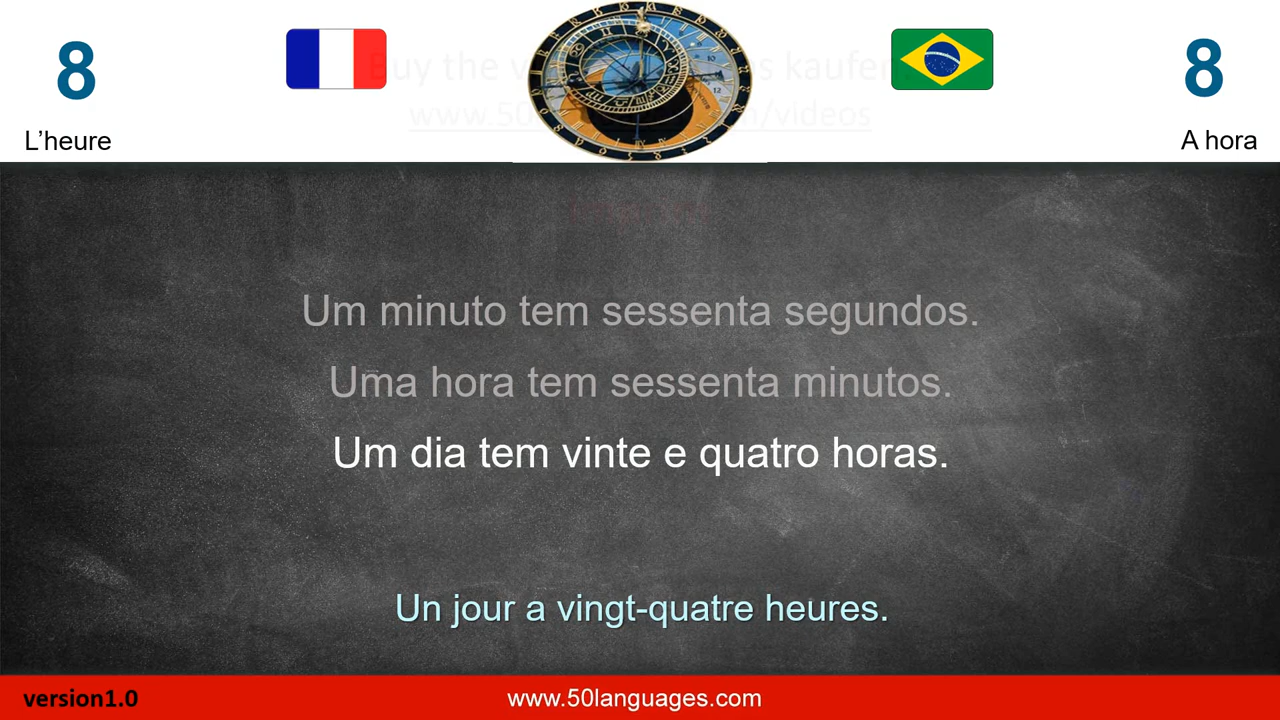 8
8
L’heure
A hora
Um minuto tem sessenta segundos.
Uma hora tem sessenta minutos.
Um dia tem vinte e quatro horas.
Un jour a vingt-quatre heures.
version1.0
www.50languages.com